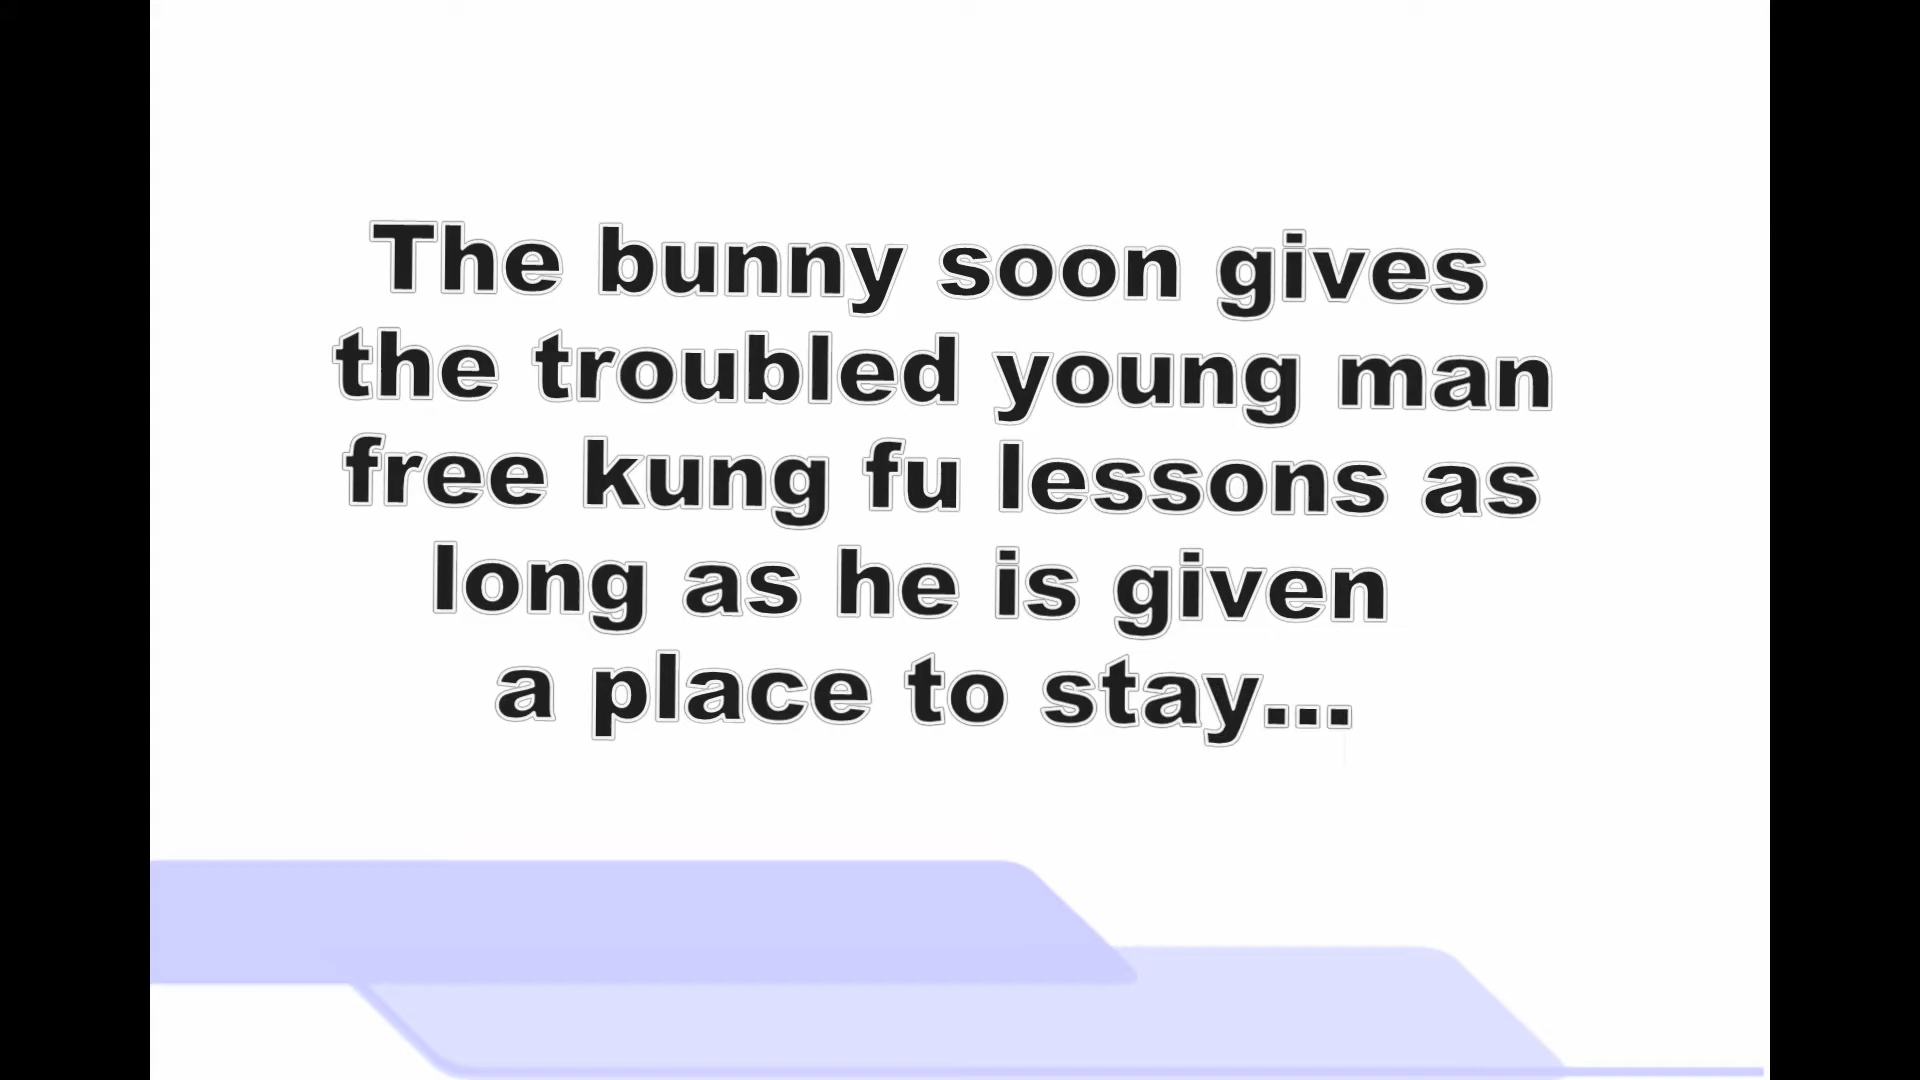 The bunny soon gives
the troubled young man
free kung fu lessons as
long as he is given
a place to stay...